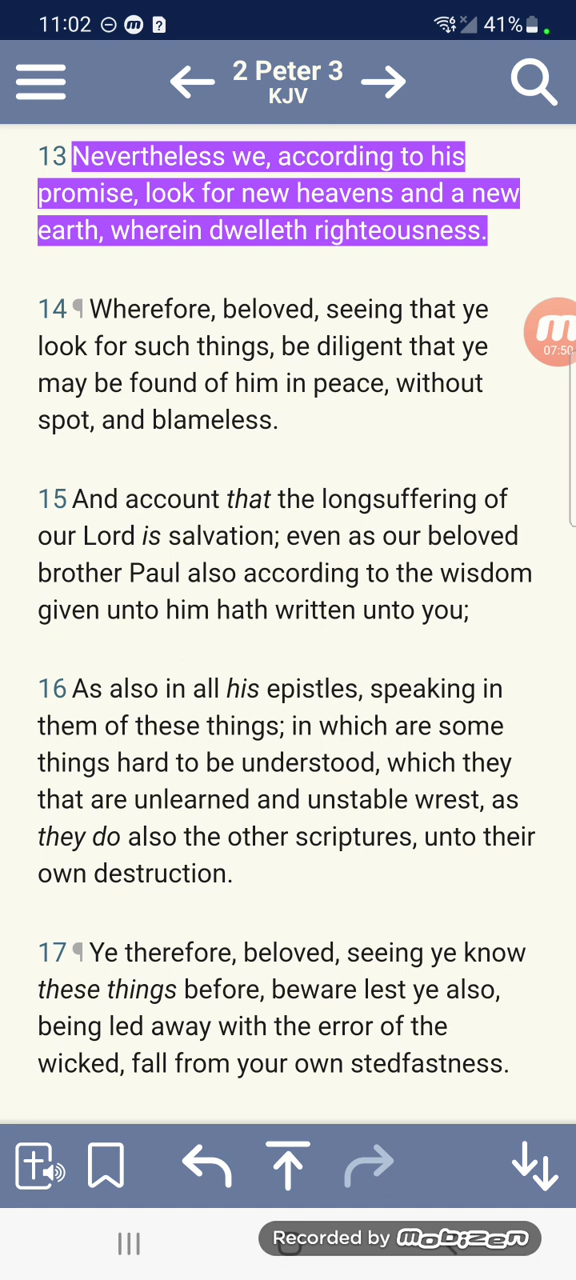 11:02 41%
2 Peter 3
KJV
13 Nevertheless we, according to his
promise, look for new heavens and a new
earth, wherein dwelleth righteousness.
14 ¶ Wherefore, beloved, seeing that ye
look for such things, be diligent that ye
may be found of him in peace, without
spot, and blameless.
07:50
15 And account that the longsuffering of
our Lord is salvation; even as our beloved
brother Paul also according to the wisdom
given unto him hath written unto you;
16 As also in all his epistles, speaking in
them of these things; in which are some
things hard to be understood, which they
that are unlearned and unstable wrest, as
they do also the other scriptures, unto their
own destruction.
17 ¶ Ye therefore, beloved, seeing ye know
these things before, beware lest ye also,
being led away with the error of the
wicked, fall from your own stedfastness.
Recorded by mobizen